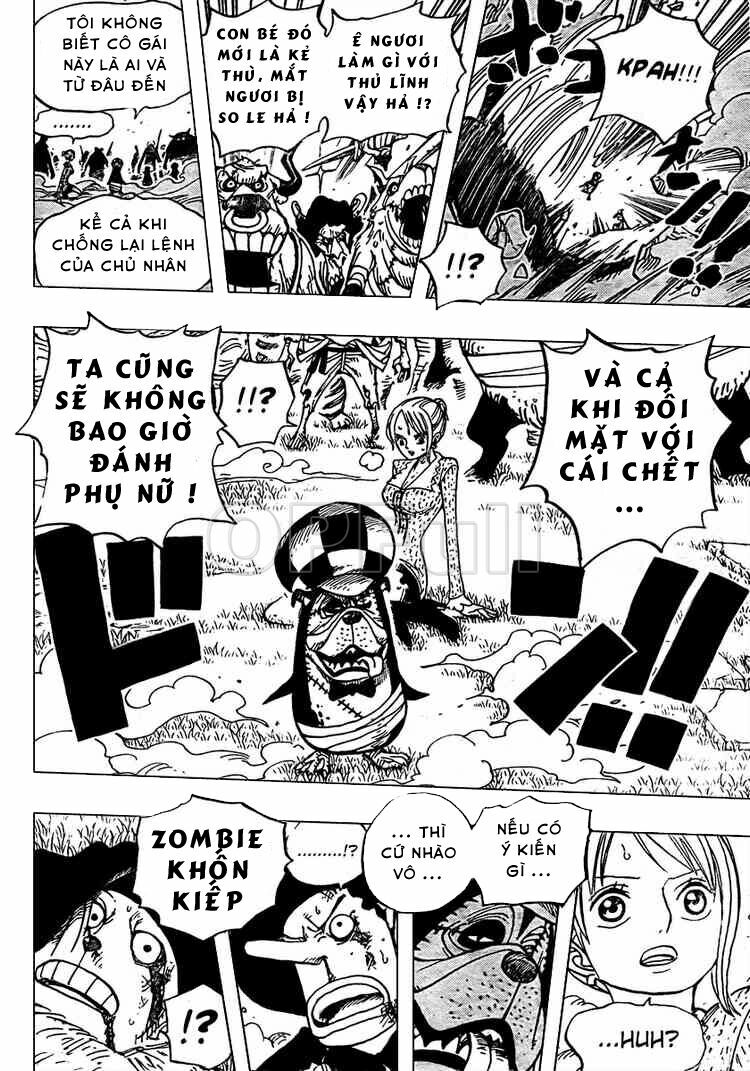 КРАН!!!
!!?
Ê NGƯƠI
LÀM GÌ VỚI
THỦ LĨNH
VẬY HẢ !?
CON BÉ ĐÓ
MỚI LÀ KẺ
THÙ, MẮT
NGƯƠI BỊ
SO LE HẢ !
TÔI KHÔNG
BIẾT CÔ GÁI
NÀY LÀ AI VÀ
TỪ ĐÂU ĐẾN
........
KỂ CẢ KHI
CHỐNG LẠI LỆNH
CỦA CHỦ NHÂN
VÀ CẢ
KHI ĐỐI
MẶT VỚI
CÁI CHẾT
...
!!?
TA CŨNG
SẼ KHÔNG
BAO GIỜ
ĐÁNH
PHỤ NỮ !
ドン!!
...HUH?
NẾU CÓ
Ý KIẾN
GÌ ...
... THÌ
CỨ NHÀO
VÔ ...
........!?
ZOMBIE
KHỐN
KIẾP
!?